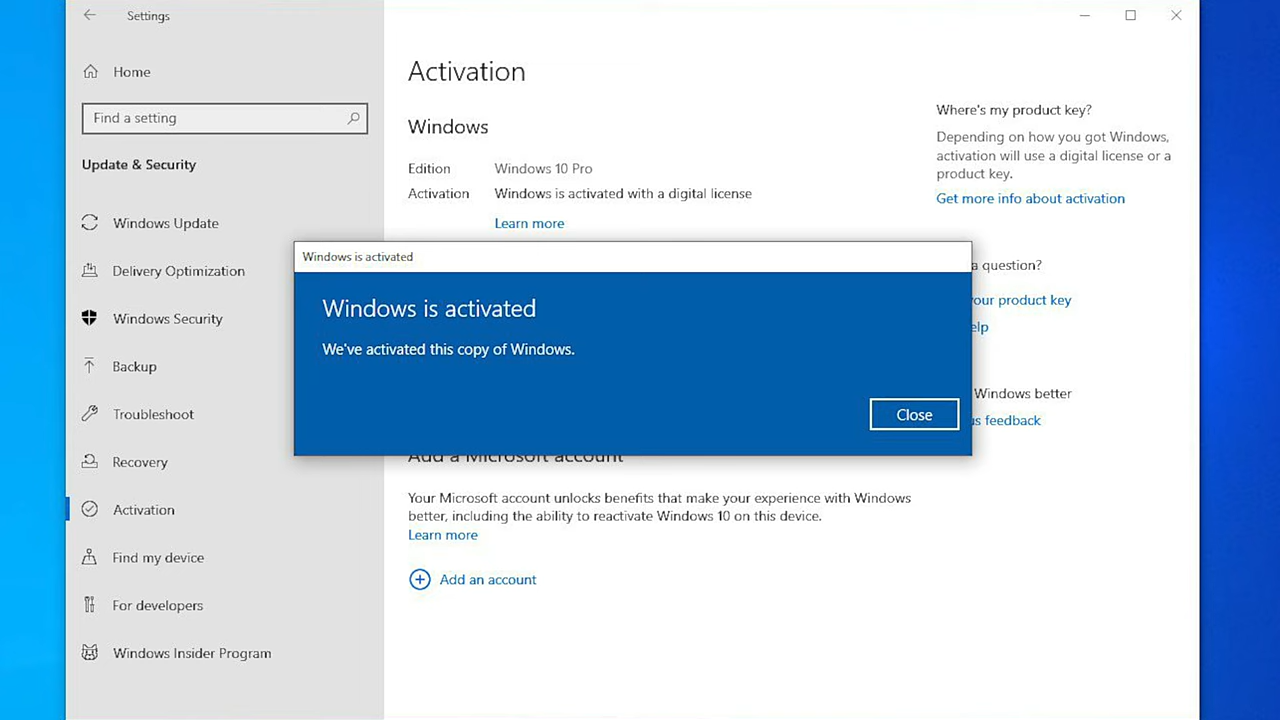 Settings
Home
Find a setting
Update & Security
Windows Update
Delivery Optimization
Windows Security
Backup
Troubleshoot
Recovery
Activation
Find my device
For developers
Windows Insider Program
Activation
Windows
Edition Windows 10 Pro
Activation Windows is activated with a digital license
Learn more
Windows is activated
Windows is activated
We've activated this copy of Windows.
Close
Add a Microsoft account
Your Microsoft account unlocks benefits that make your experience with Windows
better, including the ability to reactivate Windows 10 on this device.
Learn more
Add an account
Where's my product key?
Depending on how you got Windows,
activation will use a digital license or a
product key.
Get more info about activation
a question?
your product key
Windows better
feedback